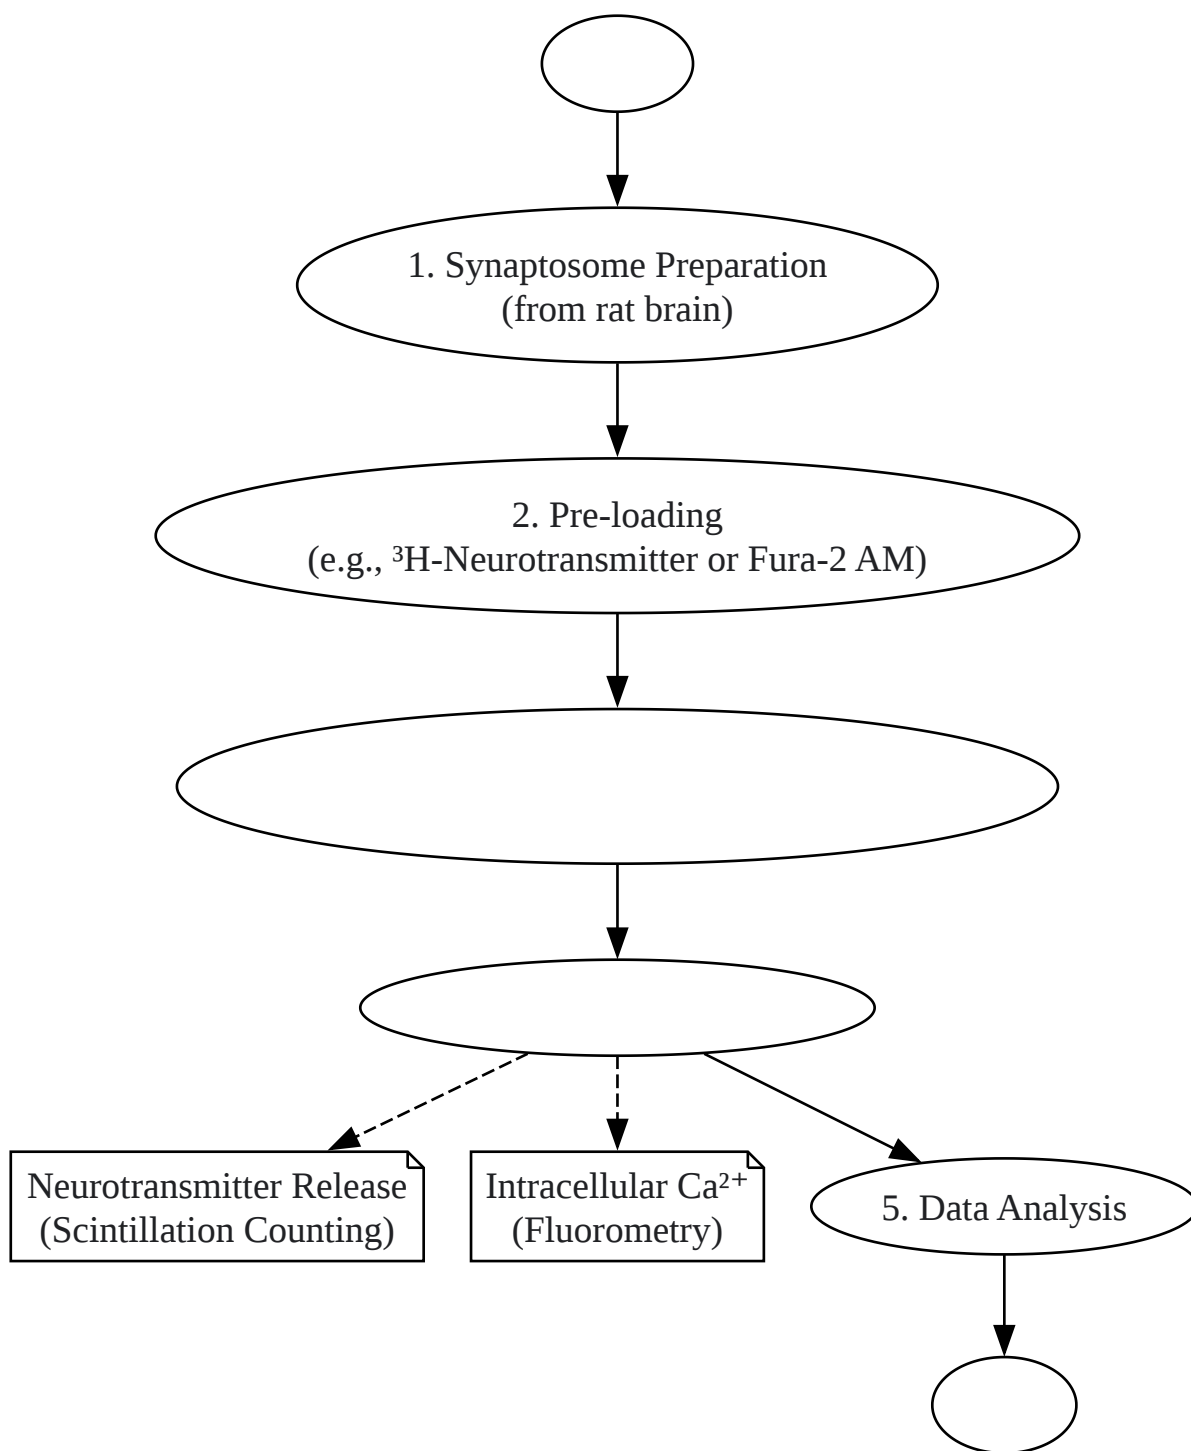 1. Synaptosome Preparation
(from rat brain)
2. Pre-loading
(e.g., ³H-Neurotransmitter or Fura-2 AM)
Neurotransmitter Release
(Scintillation Counting)
Intracellular Ca²⁺
(Fluorometry)
5. Data Analysis